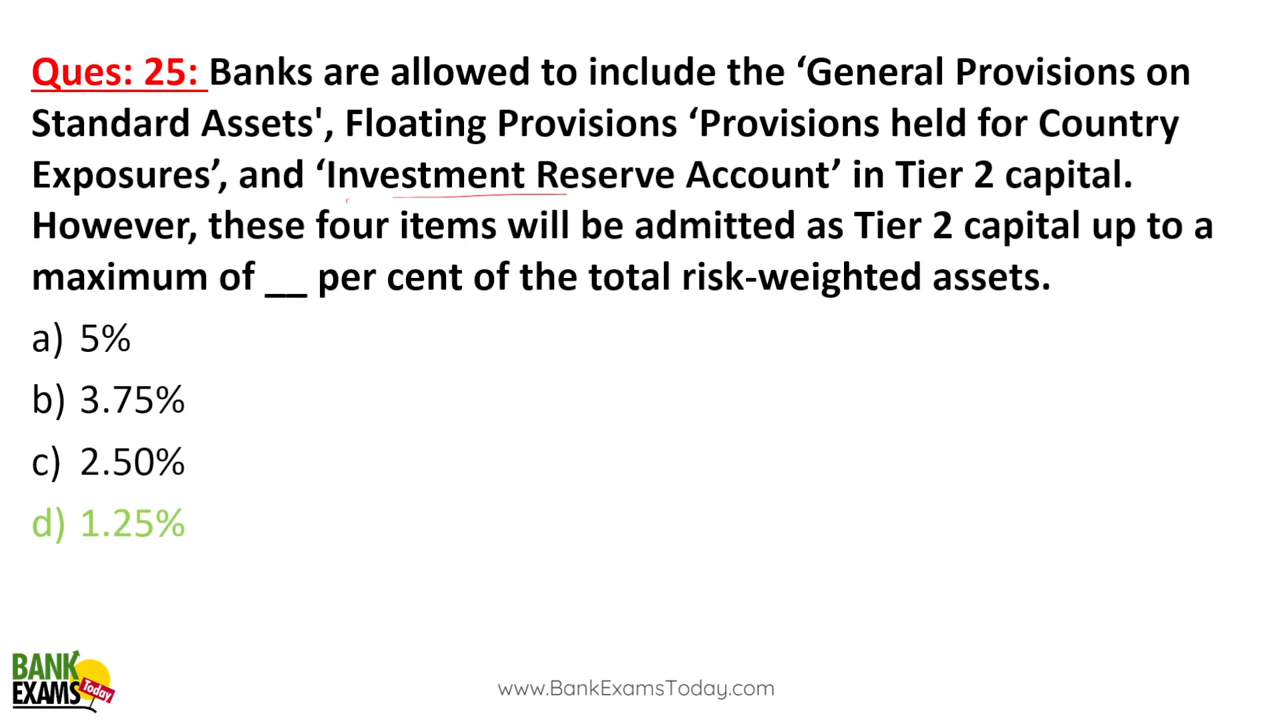 Ques: 25: Banks are allowed to include the ‘General Provisions on
Standard Assets', Floating Provisions ‘Provisions held for Country
Exposures’, and ‘Investment Reserve Account’ in Tier 2 capital.
However, these four items will be admitted as Tier 2 capital up to a
maximum of __ per cent of the total risk-weighted assets.
a) 5%
b) 3.75%
c) 2.50%
d) 1.25%
BANK
EXAMS Today
www.BankExamsToday.com